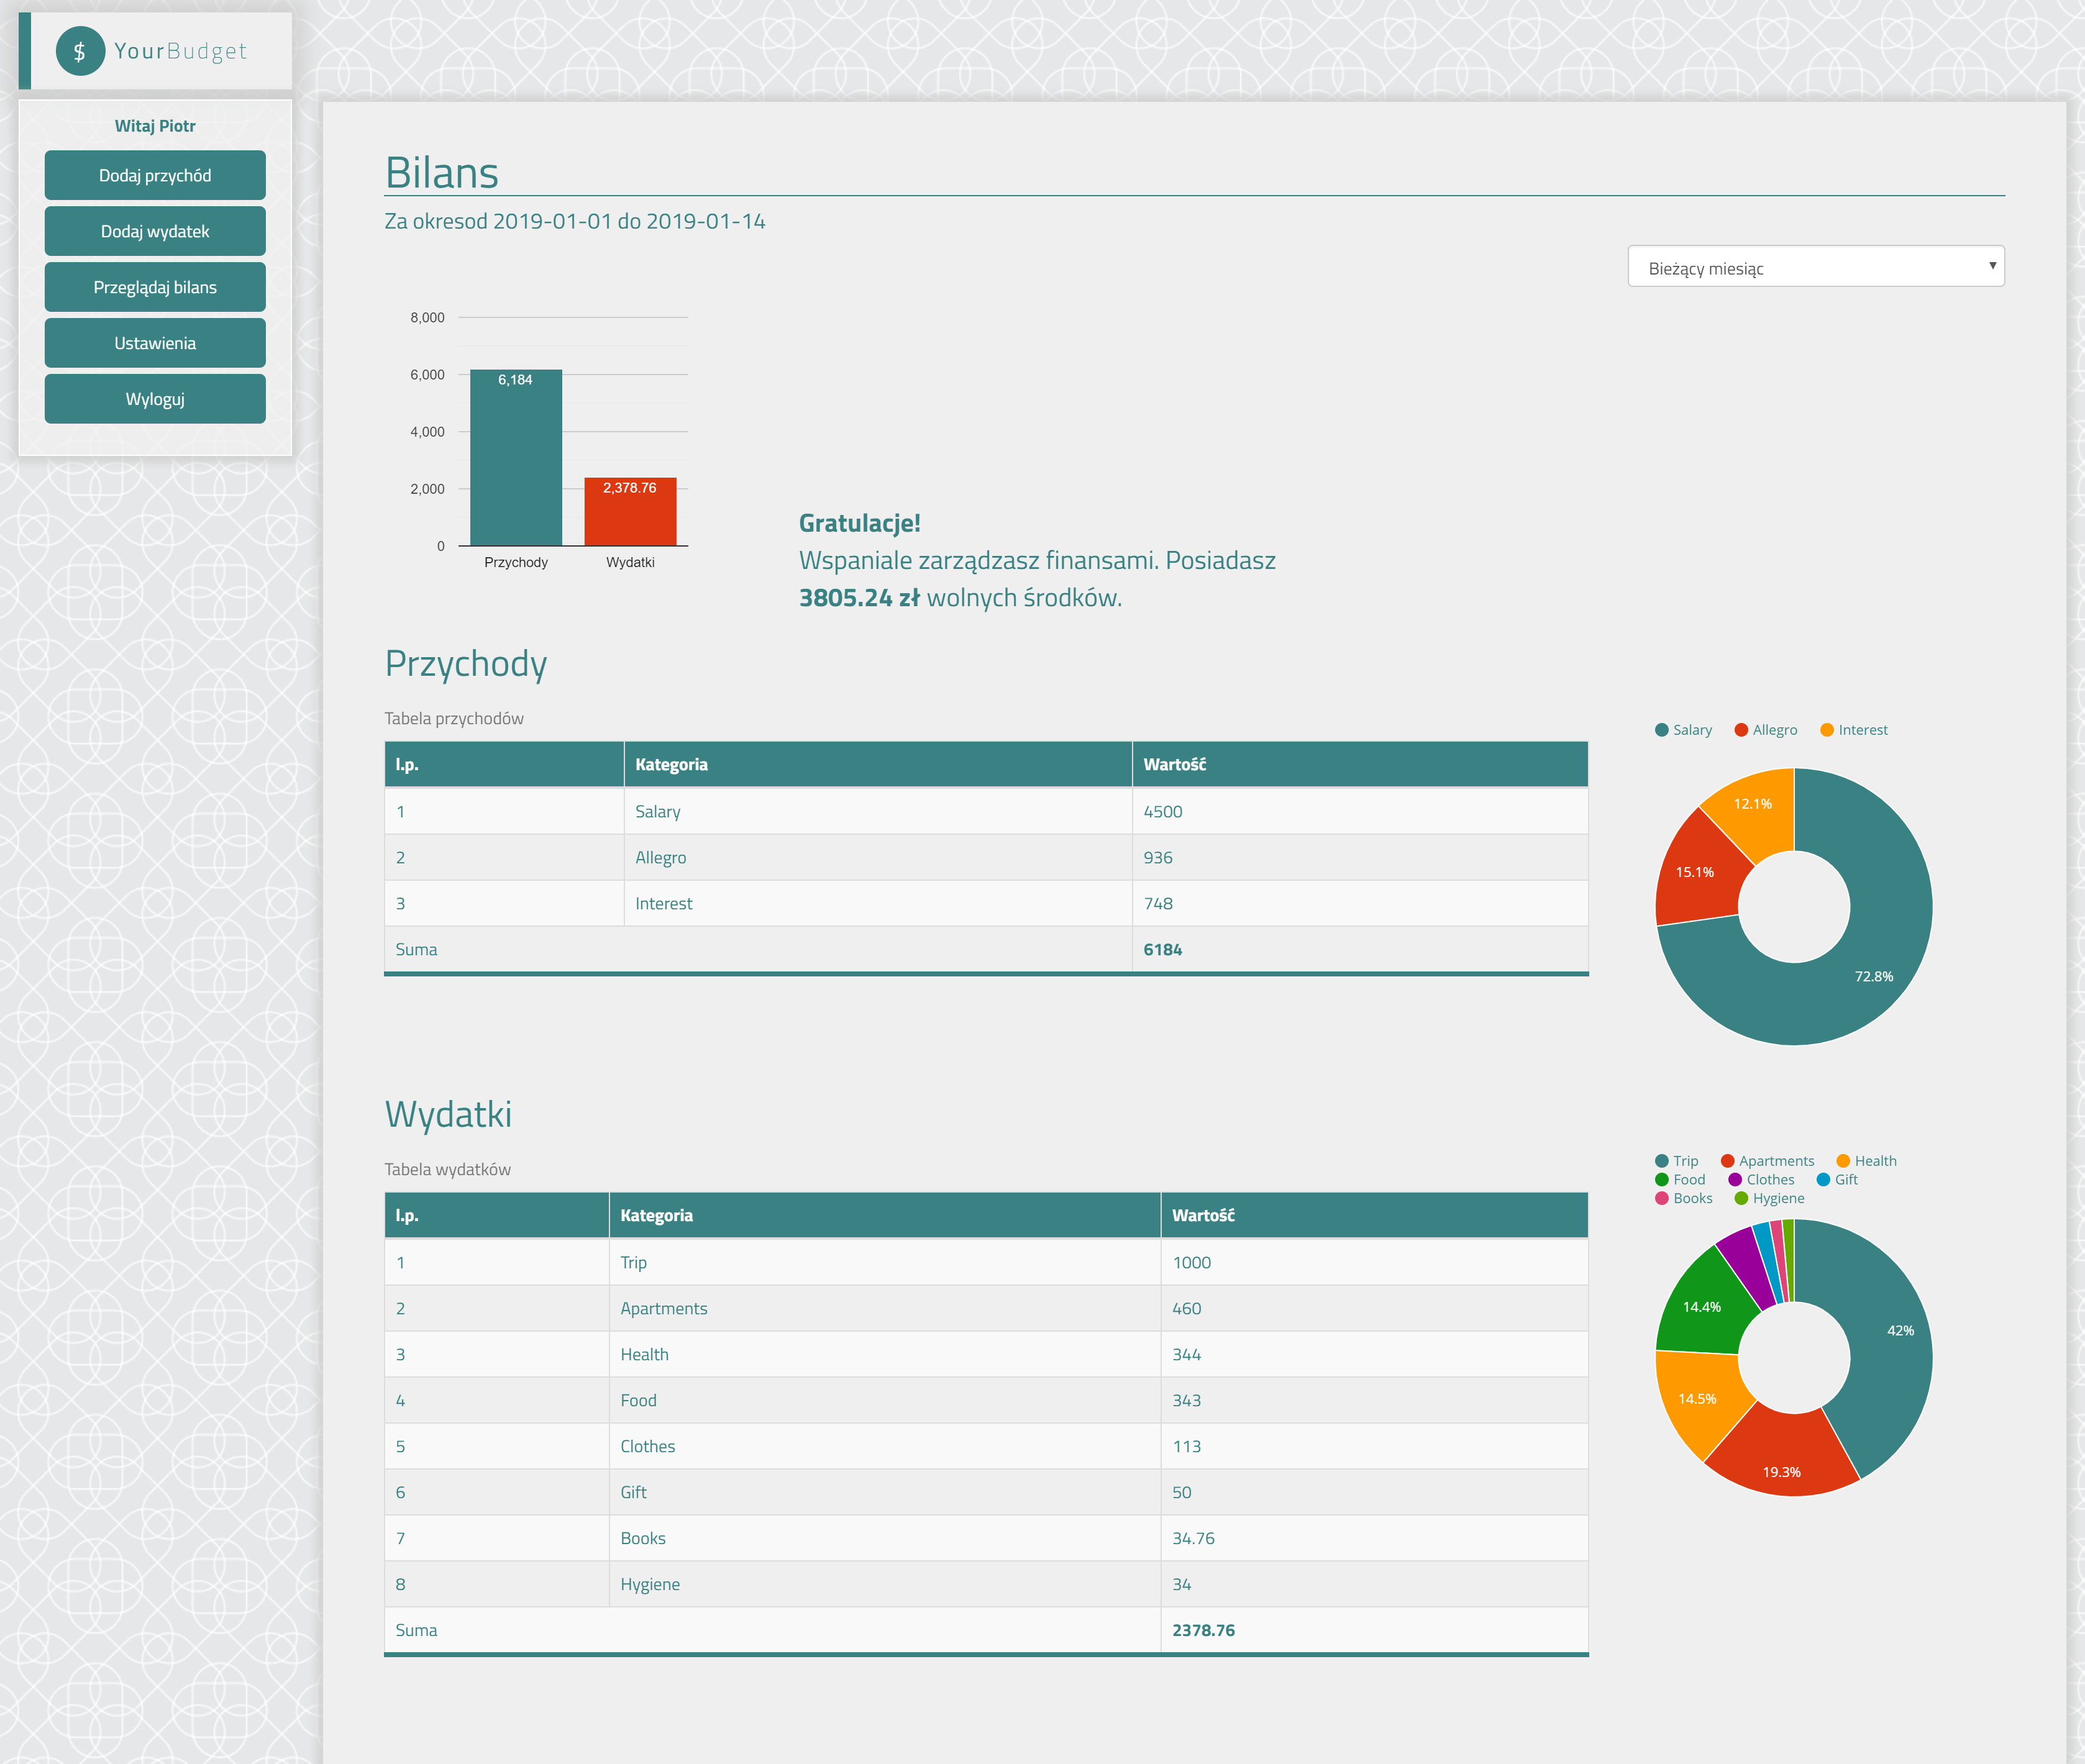 $ YourBudget
Witaj Piotr
Dodaj przychód
Dodaj wydatek
Przeglądaj bilans
Ustawienia
Wyloguj
Bilans
Za okresod 2019-01-01 do 2019-01-14
Bieżący miesiąc
8,000
6,000
4,000
2,000
0
6,184
2,378.76
Przychody Wydatki
Gratulacje!
Wspaniale zarządzasz finansami. Posiadasz
3805.24 zł wolnych środków.
Przychody
Tabela przychodów
l.p. Kategoria Wartość
1 Salary 4500
2 Allegro 936
3 Interest 748
Suma 6184
Salary Allegro Interest
12.1%
15.1%
72.8%
Wydatki
Tabela wydatków
l.p. Kategoria Wartość
1 Trip 1000
2 Apartments 460
3 Health 344
4 Food 343
5 Clothes 113
6 Gift 50
7 Books 34.76
8 Hygiene 34
Suma 2378.76
Trip Apartments Health
Food Clothes Gift
Books Hygiene
14.4%
42%
14.5%
19.3%